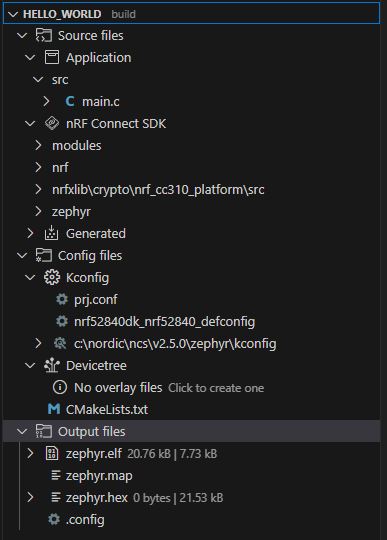 HELLO_WORLD build
Source files
Application
src
C main.c
nRF Connect SDK
modules
nrf
nrfxlib\crypto\nrf_cc310_platform\src
zephyr
Generated
Config files
Kconfig
prj.conf
nrf52840dk_nrf52840_defconfig
c:\nordic\ncs\v2.5.0\zephyr\kconfig
Devicetree
No overlay files Click to create one
M CMakeLists.txt
Output files
zephyr.elf 20.76 kB | 7.73 kB
zephyr.map
zephyr.hex 0 bytes | 21.53 kB
.config